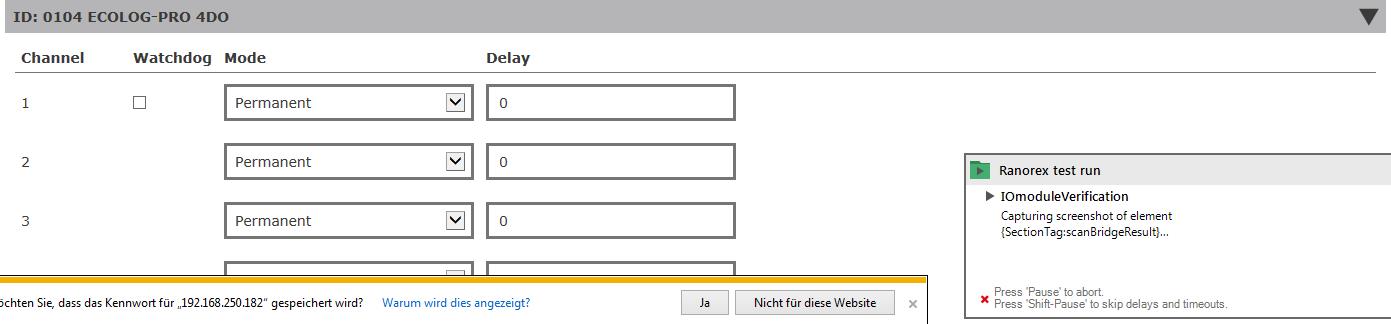 ID: 0104 ECOLOG-PRO 4DO
Channel Watchdog Mode Delay
1 Permanent 0
2 Permanent 0
3 Permanent 0
Ranorex test run
IOmoduleVerification
Capturing screenshot of element
{SectionTag:scanBridgeResult}...
Press 'Pause' to abort.
Press 'Shift-Pause' to skip delays and timeouts.
öchten Sie, dass das Kennwort für „192.168.250.182“ gespeichert wird? Warum wird dies angezeigt? Ja Nicht für diese Website